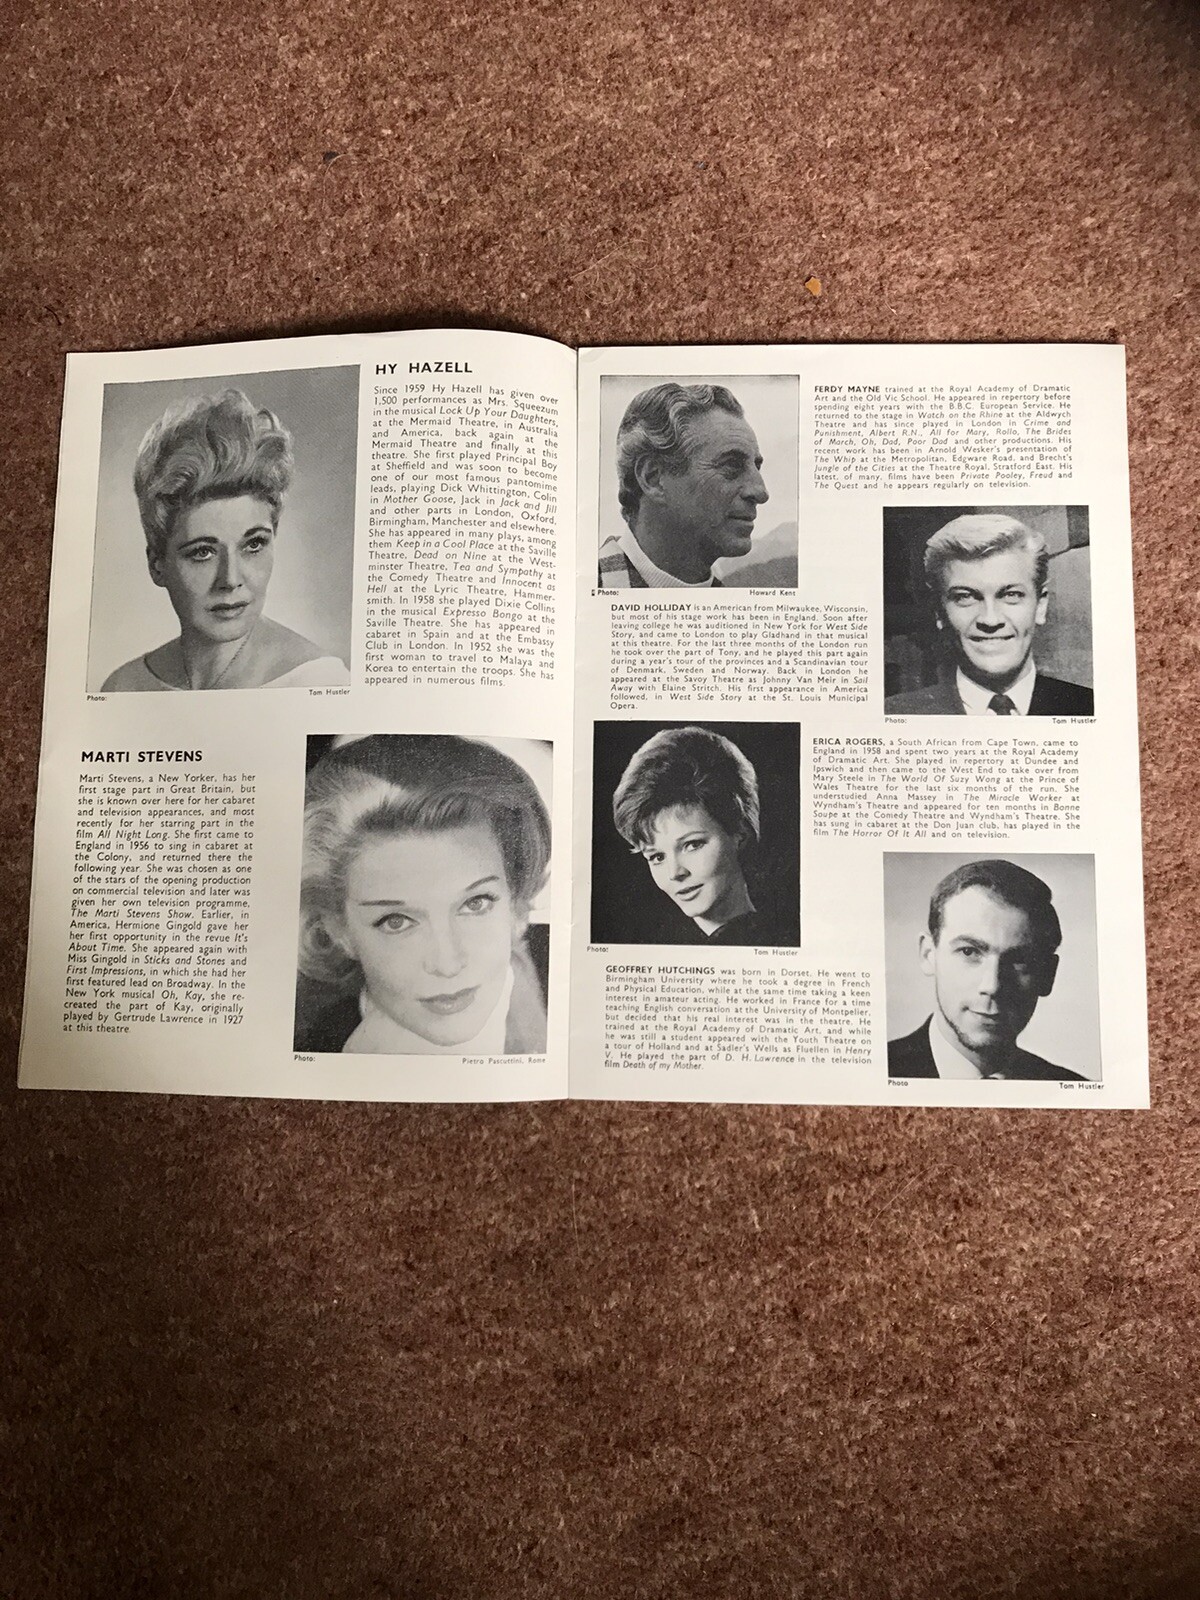 HY HAZELL
Since 1959 Hy Hazell has given over
1,500 performances as Mrs. Squeezum
in the musical Lock Up Your Daughters,
at the Mermaid Theatre, in Australia
and America, back again at the
Mermaid Theatre and finally at this
theatre. She first played Principal Boy
at Sheffield and was soon to become
one of our most famous pantomime
leads, playing Dick Whittington, Colin
in Mother Goose, Jack in Jack and Jill
and other parts in London, Oxford,
Birmingham, Manchester and elsewhere.
She has appeared in many plays, among
them Keep in a Cool Place at the Saville
Theatre, Dead on Nine at the West-
minster Theatre, Tea and Sympathy at
the Comedy Theatre and Innocent as
Hell at the Lyric Theatre, Hammer-
smith. In 1958 she played Dixie Collins
in the musical Expresso Bongo at the
Saville Theatre. She has appeared in
cabaret in Spain and at the Embassy
Club in London. In 1952 she was the
first woman to travel to Malaya and
Korea to entertain the troops. She has
appeared in numerous films.
Photo: Tom Hustler
MARTI STEVENS
Marti Stevens, a New Yorker, has her
first stage part in Great Britain, but
she is known over here for her cabaret
and television appearances, and most
recently for her starring part in the
film All Night Long. She first came to
England in 1956 to sing in cabaret at
the Colony, and returned there the
following year. She was chosen as one
of the stars of the opening production
on commercial television and later was
given her own television programme,
The Marti Stevens Show. Earlier, in
America, Hermione Gingold gave her
her first opportunity in the revue It's
About Time. She appeared again with
Miss Gingold in Sticks and Stones and
First Impressions, in which she had her
first featured lead on Broadway. In the
New York musical Oh, Kay, she re-
created the part of Kay, originally
played by Gertrude Lawrence in 1927
at this theatre.
Photo: Pietro Pascuttini, Rome
FERDY MAYNE trained at the Royal Academy of Dramatic
Art and the Old Vic School. He appeared in repertory before
spending eight years with the B.B.C. European Service. He
returned to the stage in Watch on the Rhine at the Aldwych
Theatre and has since played in London in Crime and
Punishment, Albert R.N., All for Mary, Rollo, The Brides
of March, Oh, Dad, Poor Dad and other productions. His
recent work has been in Arnold Wesker's presentation of
The Whip at the Metropolitan, Edgware Road, and Brecht's
Jungle of the Cities at the Theatre Royal, Stratford East. His
latest, of many, films have been Private Pooley, Freud and
The Quest and he appears regularly on television.
Photo: Howard Kent
DAVID HOLLIDAY is an American from Milwaukee, Wisconsin,
but most of his stage work has been in England. Soon after
leaving college he was auditioned in New York for West Side
Story, and came to London to play Gladhand in that musical
at this theatre. For the last three months of the London run
he took over the part of Tony, and he played this part again
during a year's tour of the provinces and a Scandinavian tour
of Denmark, Sweden and Norway. Back in London he
appeared at the Savoy Theatre as Johnny Van Meir in Sail
Away with Elaine Stritch. His first appearance in America
followed, in West Side Story at the St. Louis Municipal
Opera.
Photo: Tom Hustler
ERICA ROGERS, a South African from Cape Town, came to
England in 1958 and spent two years at the Royal Academy
of Dramatic Art. She played in repertory at Dundee and
Ipswich and then came to the West End to take over from
Mary Steele in The World Of Suzy Wong at the Prince of
Wales Theatre for the last six months of the run. She
understudied Anna Massey in The Miracle Worker at
Wyndham's Theatre and appeared for ten months in Bonne
Soupe at the Comedy Theatre and Wyndham's Theatre. She
has sung in cabaret at the Don Juan club, has played in the
film The Horror Of It All and on television.
Photo: Tom Hustler
GEOFFREY HUTCHINGS was born in Dorset. He went to
Birmingham University where he took a degree in French
and Physical Education, while at the same time taking a keen
interest in amateur acting. He worked in France for a time
teaching English conversation at the University of Montpelier,
but decided that his real interest was in the theatre. He
trained at the Royal Academy of Dramatic Art, and while
he was still a student appeared with the Youth Theatre on
a tour of Holland and at Sadler's Wells as Fluellen in Henry
V. He played the part of D. H. Lawrence in the television
film Death of my Mother.
Photo Tom Hustler